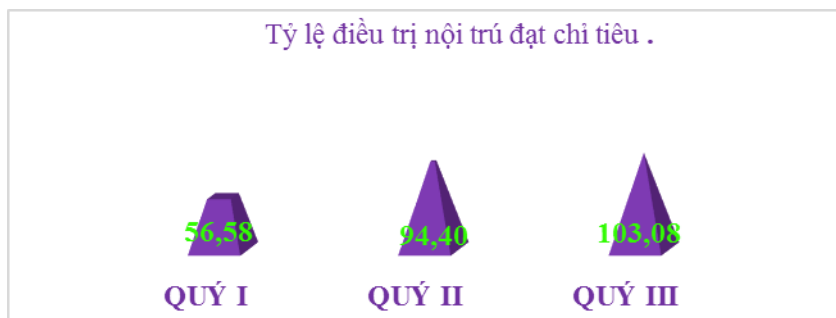 Tỷ lệ điều trị nội trú đạt chỉ tiêu .
56,58 94,40 103,08
QUÝ I QUÝ II QUÝ III